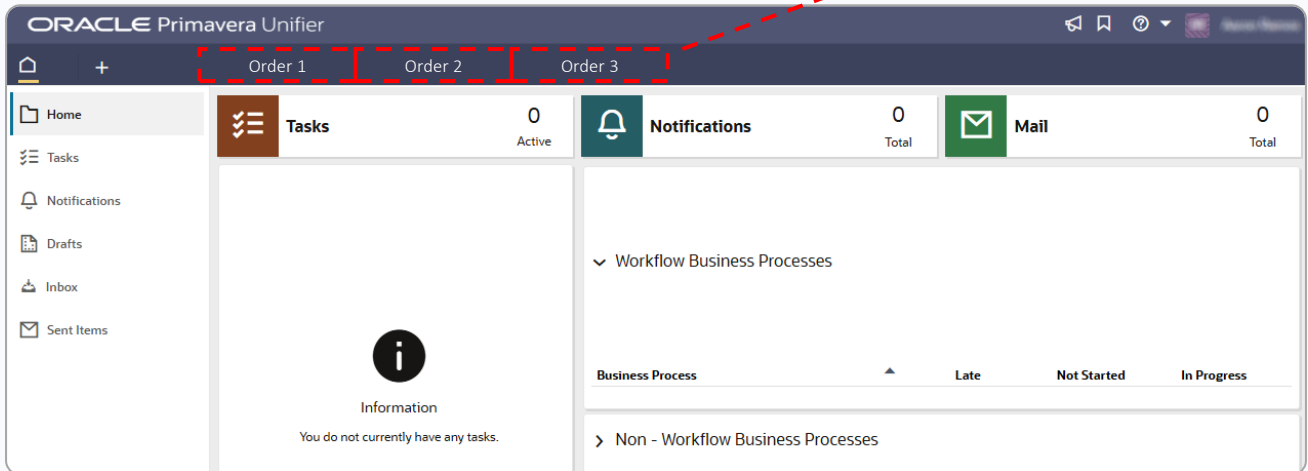 ORACLE Primavera Unifier
Order 1 Order 2 Order 3
Home
Tasks
Notifications
Drafts
Inbox
Sent Items
Tasks 0 Active
Notifications 0 Total
Mail 0 Total
Information
You do not currently have any tasks.
Workflow Business Processes
Business Process Late Not Started In Progress
Non - Workflow Business Processes